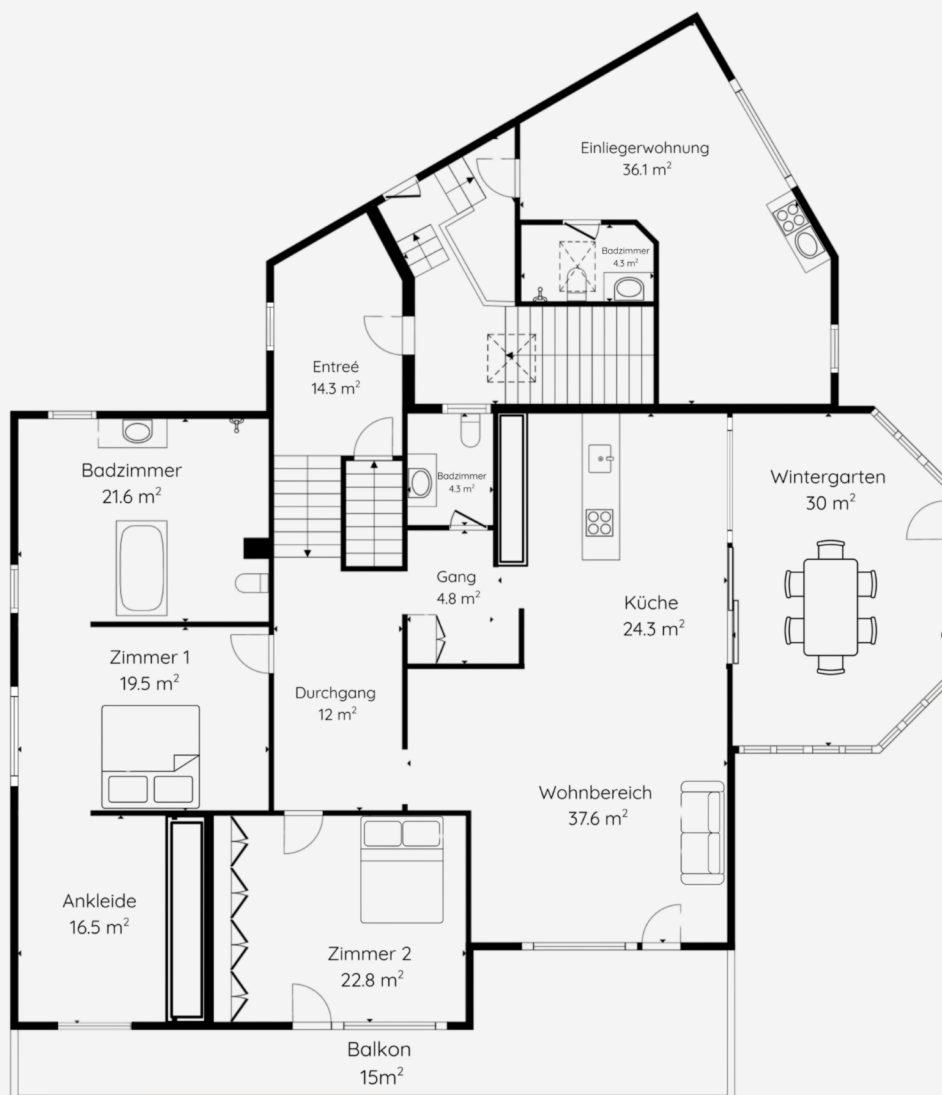 Einliegerwohnung
36.1 m²
Badzimmer
4.3 m²
Entreé
14.3 m²
Badzimmer
21.6 m²
Badzimmer
4.3 m²
Wintergarten
30 m²
Gang
4.8 m²
Küche
24.3 m²
Zimmer 1
19.5 m²
Durchgang
12 m²
Wohnbereich
37.6 m²
Ankleide
16.5 m²
Zimmer 2
22.8 m²
Balkon
15m²